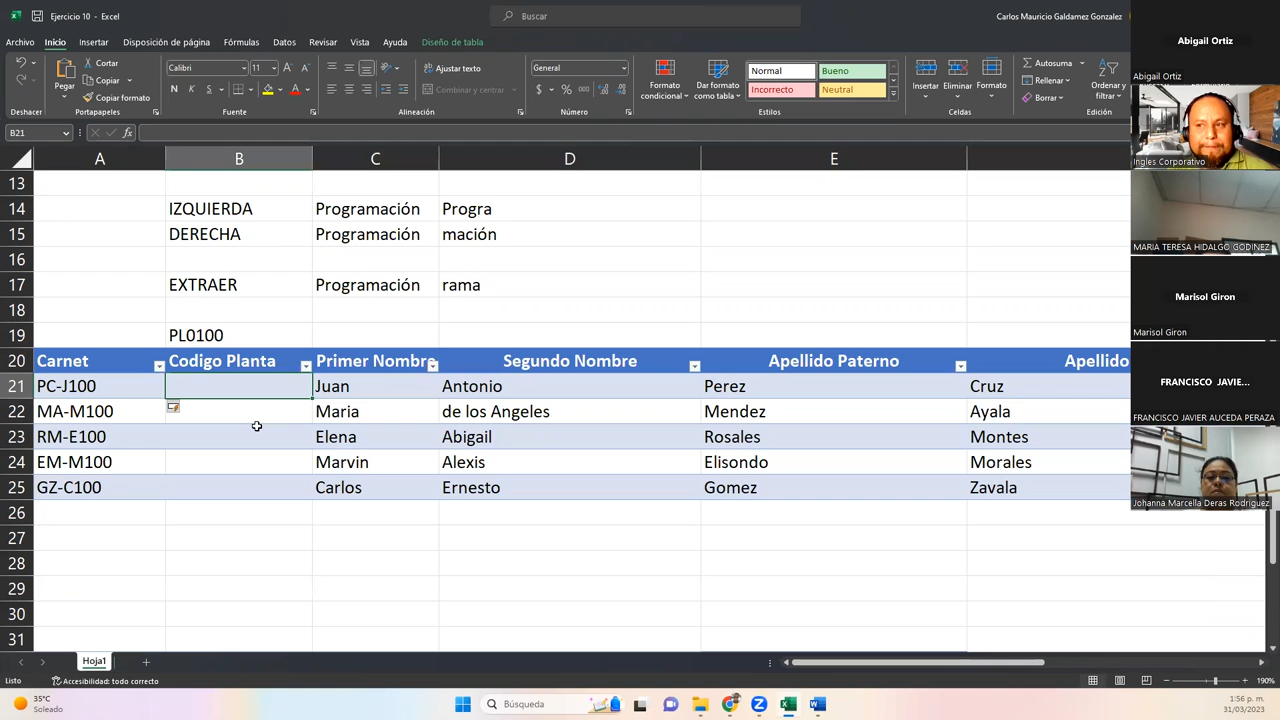 Ejercicio 10 - Excel
Buscar
Carlos Mauricio Galdamez Gonzalez
Archivo Inicio Insertar Disposición de página Fórmulas Datos Revisar Vista Ayuda Diseño de tabla
Cortar
Copiar
Copiar formato
Pegar
Portapapeles
Calibri 11
N K S
Fuente
Ajustar texto
Combinar y centrar
Alineación
General
Número
Formato condicional
Dar formato como tabla
Normal Bueno
Incorrecto Neutral
Estilos
Insertar Eliminar Formato
Celdas
Autosuma
Rellenar
Borrar
Ordenar y filtrar
Edición
B21
fx
A B C D E
13
14 IZQUIERDA Programación Progra
15 DERECHA Programación mación
16
17 EXTRAER Programación rama
18
19 PL0100
20 Carnet Codigo Planta Primer Nombre Segundo Nombre Apellido Paterno Apellido
21 PC-J100 Juan Antonio Perez Cruz
22 MA-M100 Maria de los Angeles Mendez Ayala
23 RM-E100 Elena Abigail Rosales Montes
24 EM-M100 Marvin Alexis Elisondo Morales
25 GZ-C100 Carlos Ernesto Gomez Zavala
26
27
28
29
30
31
Hoja1
Listo
Accesibilidad: todo correcto
190%
35°C
Soleado
Búsqueda
1:56 p. m.
31/03/2023
Abigail Ortiz
Abigail Ortiz
Ingles Corporativo
MARIA TERESA HIDALGO GODINEZ
Marisol Giron
Marisol Giron
FRANCISCO JAVIE...
FRANCISCO JAVIER AUCEDA PERAZA
Johanna Marcella Deras Rodriguez